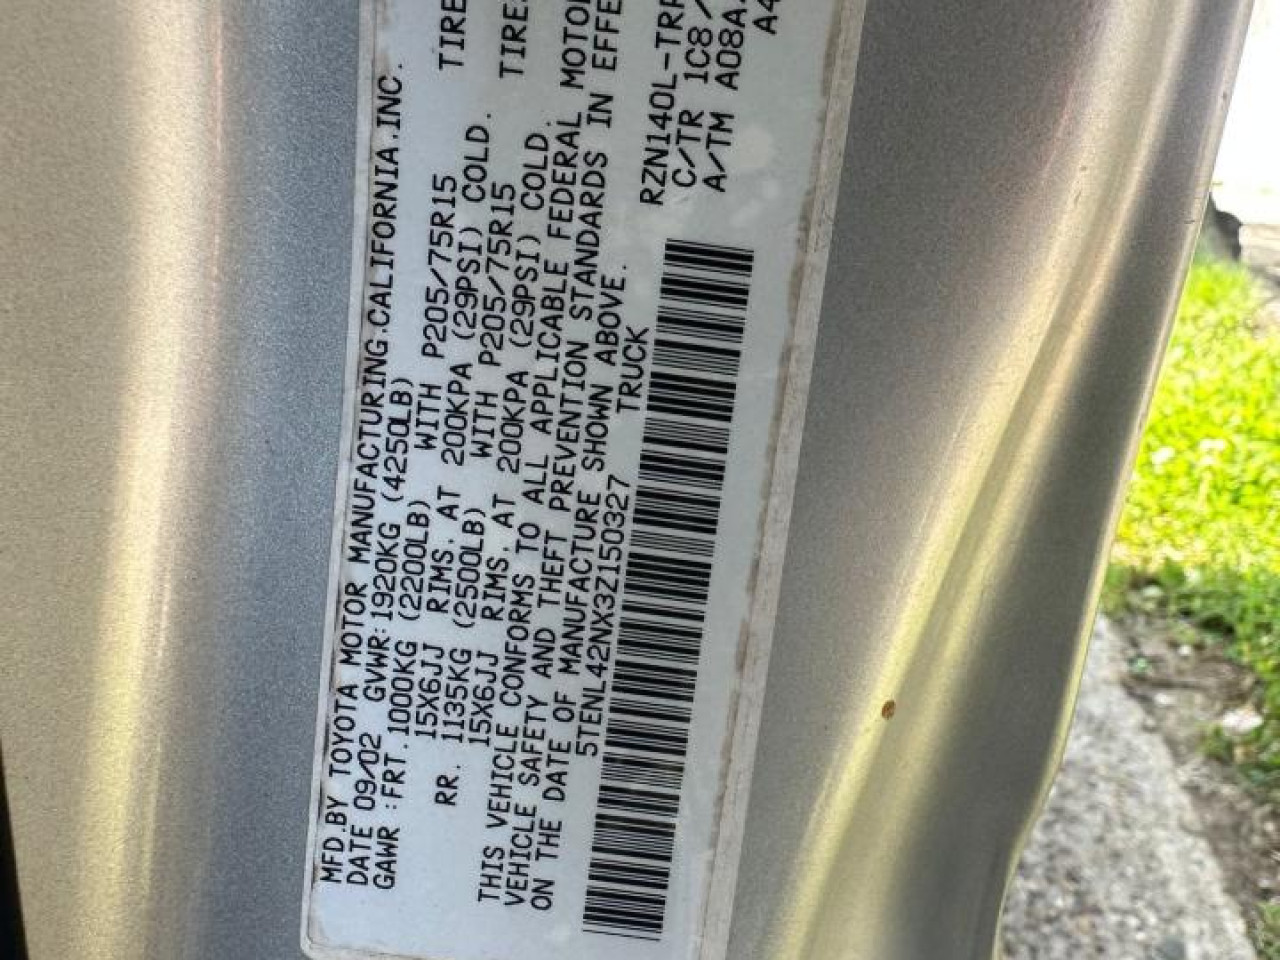 MFD.BY TOYOTA MOTOR MANUFACTURING.CALIFORNIA.INC.
DATE 09/02 GVWR:1920KG (4250LB)
GAWR :FRT.1000KG (2200LB) WITH P205/75R15 TIRE
15X6JJ RIMS.AT 200KPA (29PSI) COLD.
RR. 1135KG (2500LB) WITH P205/75R15 TIRE
15X6JJ RIMS.AT 200KPA (29PSI) COLD.
THIS VEHICLE CONFORMS TO ALL APPLICABLE FEDERAL MOTOR
VEHICLE SAFETY AND THEFT PREVENTION STANDARDS IN EFFE
ON THE DATE OF MANUFACTURE SHOWN ABOVE.
5TENL42NX3Z150327 TRUCK
RZN140L-TRP
C/TR 1C8/
A/TM A08A
A4